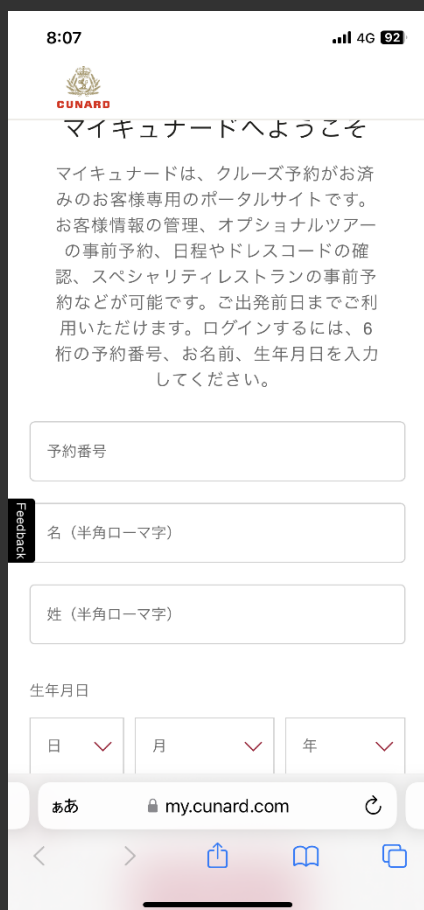 8:07
4G 92
CUNARD
マイキュナードへようこそ
マイキュナードは、クルーズ予約がお済
みのお客様専用のポータルサイトです。
お客様情報の管理、オプショナルツアー
の事前予約、日程やドレスコードの確
認、スペシャリティレストランの事前予
約などが可能です。ご出発前日までご利
用いただけます。ログインするには、6
桁の予約番号、お名前、生年月日を入力
してください。
予約番号
Feedback
名（半角ローマ字）
姓（半角ローマ字）
生年月日
日 月 年
ああ my.cunard.com